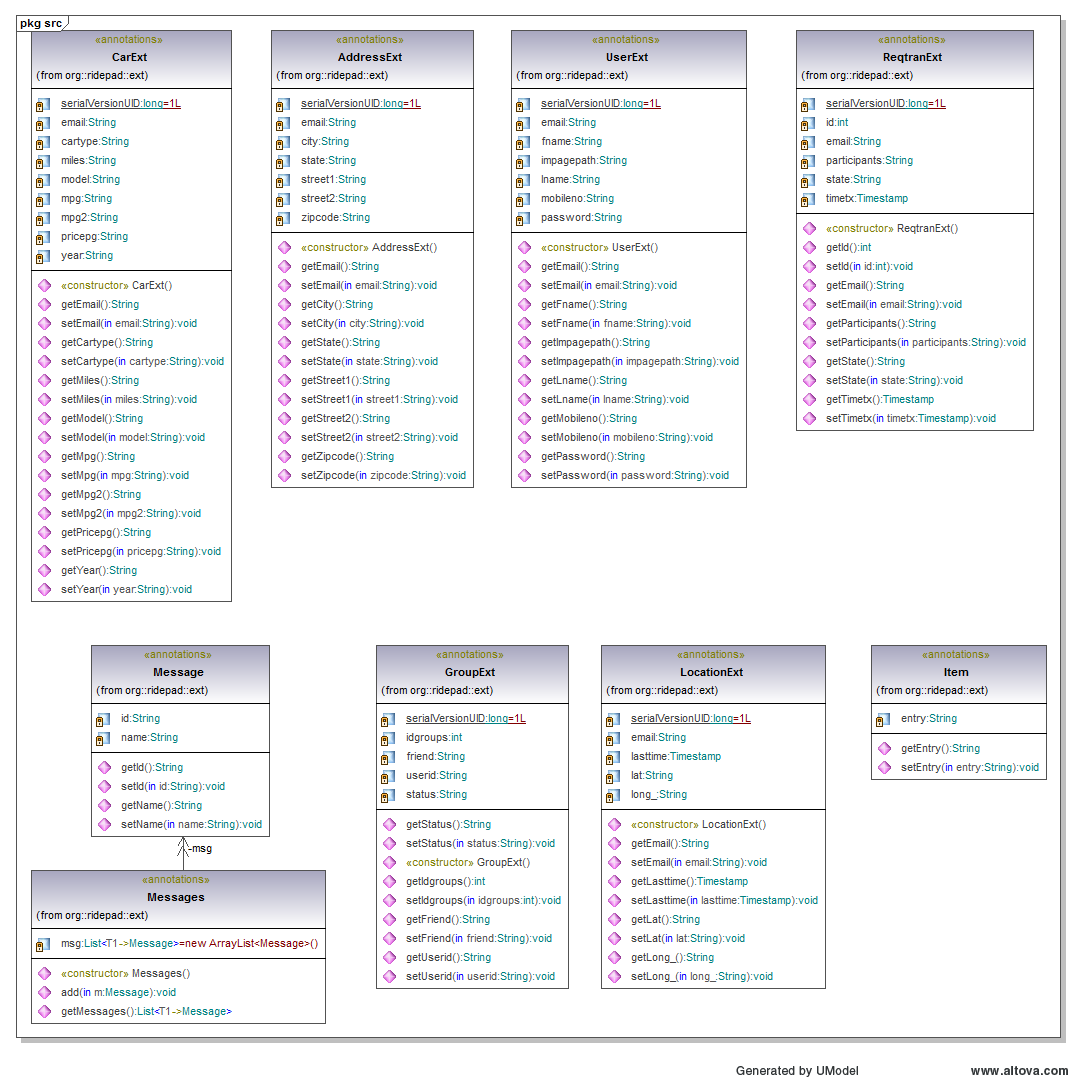 pkg src
«annotations»
CarExt
(from org::ridepad::ext)
serialVersionUID:long=1L
email:String
cartype:String
miles:String
model:String
mpg:String
mpg2:String
pricepg:String
year:String
«constructor» CarExt()
getEmail():String
setEmail(in email:String):void
getCartype():String
setCartype(in cartype:String):void
getMiles():String
setMiles(in miles:String):void
getModel():String
setModel(in model:String):void
getMpg():String
setMpg(in mpg:String):void
getMpg2():String
setMpg2(in mpg2:String):void
getPricepg():String
setPricepg(in pricepg:String):void
getYear():String
setYear(in year:String):void
«annotations»
AddressExt
(from org::ridepad::ext)
serialVersionUID:long=1L
email:String
city:String
state:String
street1:String
street2:String
zipcode:String
«constructor» AddressExt()
getEmail():String
setEmail(in email:String):void
getCity():String
setCity(in city:String):void
getState():String
setState(in state:String):void
getStreet1():String
setStreet1(in street1:String):void
getStreet2():String
setStreet2(in street2:String):void
getZipcode():String
setZipcode(in zipcode:String):void
«annotations»
UserExt
(from org::ridepad::ext)
serialVersionUID:long=1L
email:String
fname:String
impagepath:String
lname:String
mobileno:String
password:String
«constructor» UserExt()
getEmail():String
setEmail(in email:String):void
getFname():String
setFname(in fname:String):void
getImpagepath():String
setImpagepath(in impagepath:String):void
getLname():String
setLname(in lname:String):void
getMobileno():String
setMobileno(in mobileno:String):void
getPassword():String
setPassword(in password:String):void
«annotations»
ReqtranExt
(from org::ridepad::ext)
serialVersionUID:long=1L
id:int
email:String
participants:String
state:String
timetx:Timestamp
«constructor» ReqtranExt()
getId():int
setId(in id:int):void
getEmail():String
setEmail(in email:String):void
getParticipants():String
setParticipants(in participants:String):void
getState():String
setState(in state:String):void
getTimetx():Timestamp
setTimetx(in timetx:Timestamp):void
«annotations»
Message
(from org::ridepad::ext)
id:String
name:String
getId():String
setId(in id:String):void
getName():String
setName(in name:String):void
-msg
«annotations»
Messages
(from org::ridepad::ext)
msg:List<T1->Message>=new ArrayList<Message>()
«constructor» Messages()
add(in m:Message):void
getMessages():List<T1->Message>
«annotations»
GroupExt
(from org::ridepad::ext)
serialVersionUID:long=1L
idgroups:int
friend:String
userid:String
status:String
getStatus():String
setStatus(in status:String):void
«constructor» GroupExt()
getIdgroups():int
setIdgroups(in idgroups:int):void
getFriend():String
setFriend(in friend:String):void
getUserid():String
setUserid(in userid:String):void
«annotations»
LocationExt
(from org::ridepad::ext)
serialVersionUID:long=1L
email:String
lasttime:Timestamp
lat:String
long_:String
«constructor» LocationExt()
getEmail():String
setEmail(in email:String):void
getLasttime():Timestamp
setLasttime(in lasttime:Timestamp):void
getLat():String
setLat(in lat:String):void
getLong_():String
setLong_(in long_:String):void
«annotations»
Item
(from org::ridepad::ext)
entry:String
getEntry():String
setEntry(in entry:String):void
Generated by UModel
www.altova.com